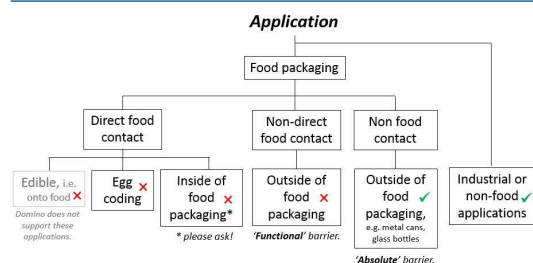 Application
Food packaging
Direct food
contact
Non-direct
food contact
Non food
contact
Edible, i.e.
onto food
Domino does not
support these
applications.
Egg
coding
Inside of
food
packaging*
* please ask!
Outside of
food
packaging
'Functional' barrier.
Outside of
food
packaging,
e.g. metal cans,
glass bottles
'Absolute' barrier.
Industrial or
non-food
applications